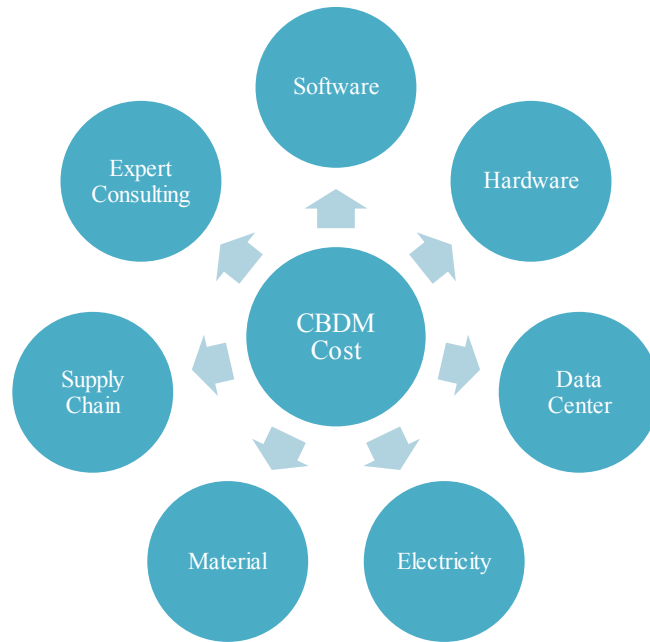 Software
Expert
Consulting
Hardware
CBDM
Cost
Supply
Chain
Data
Center
Material
Electricity